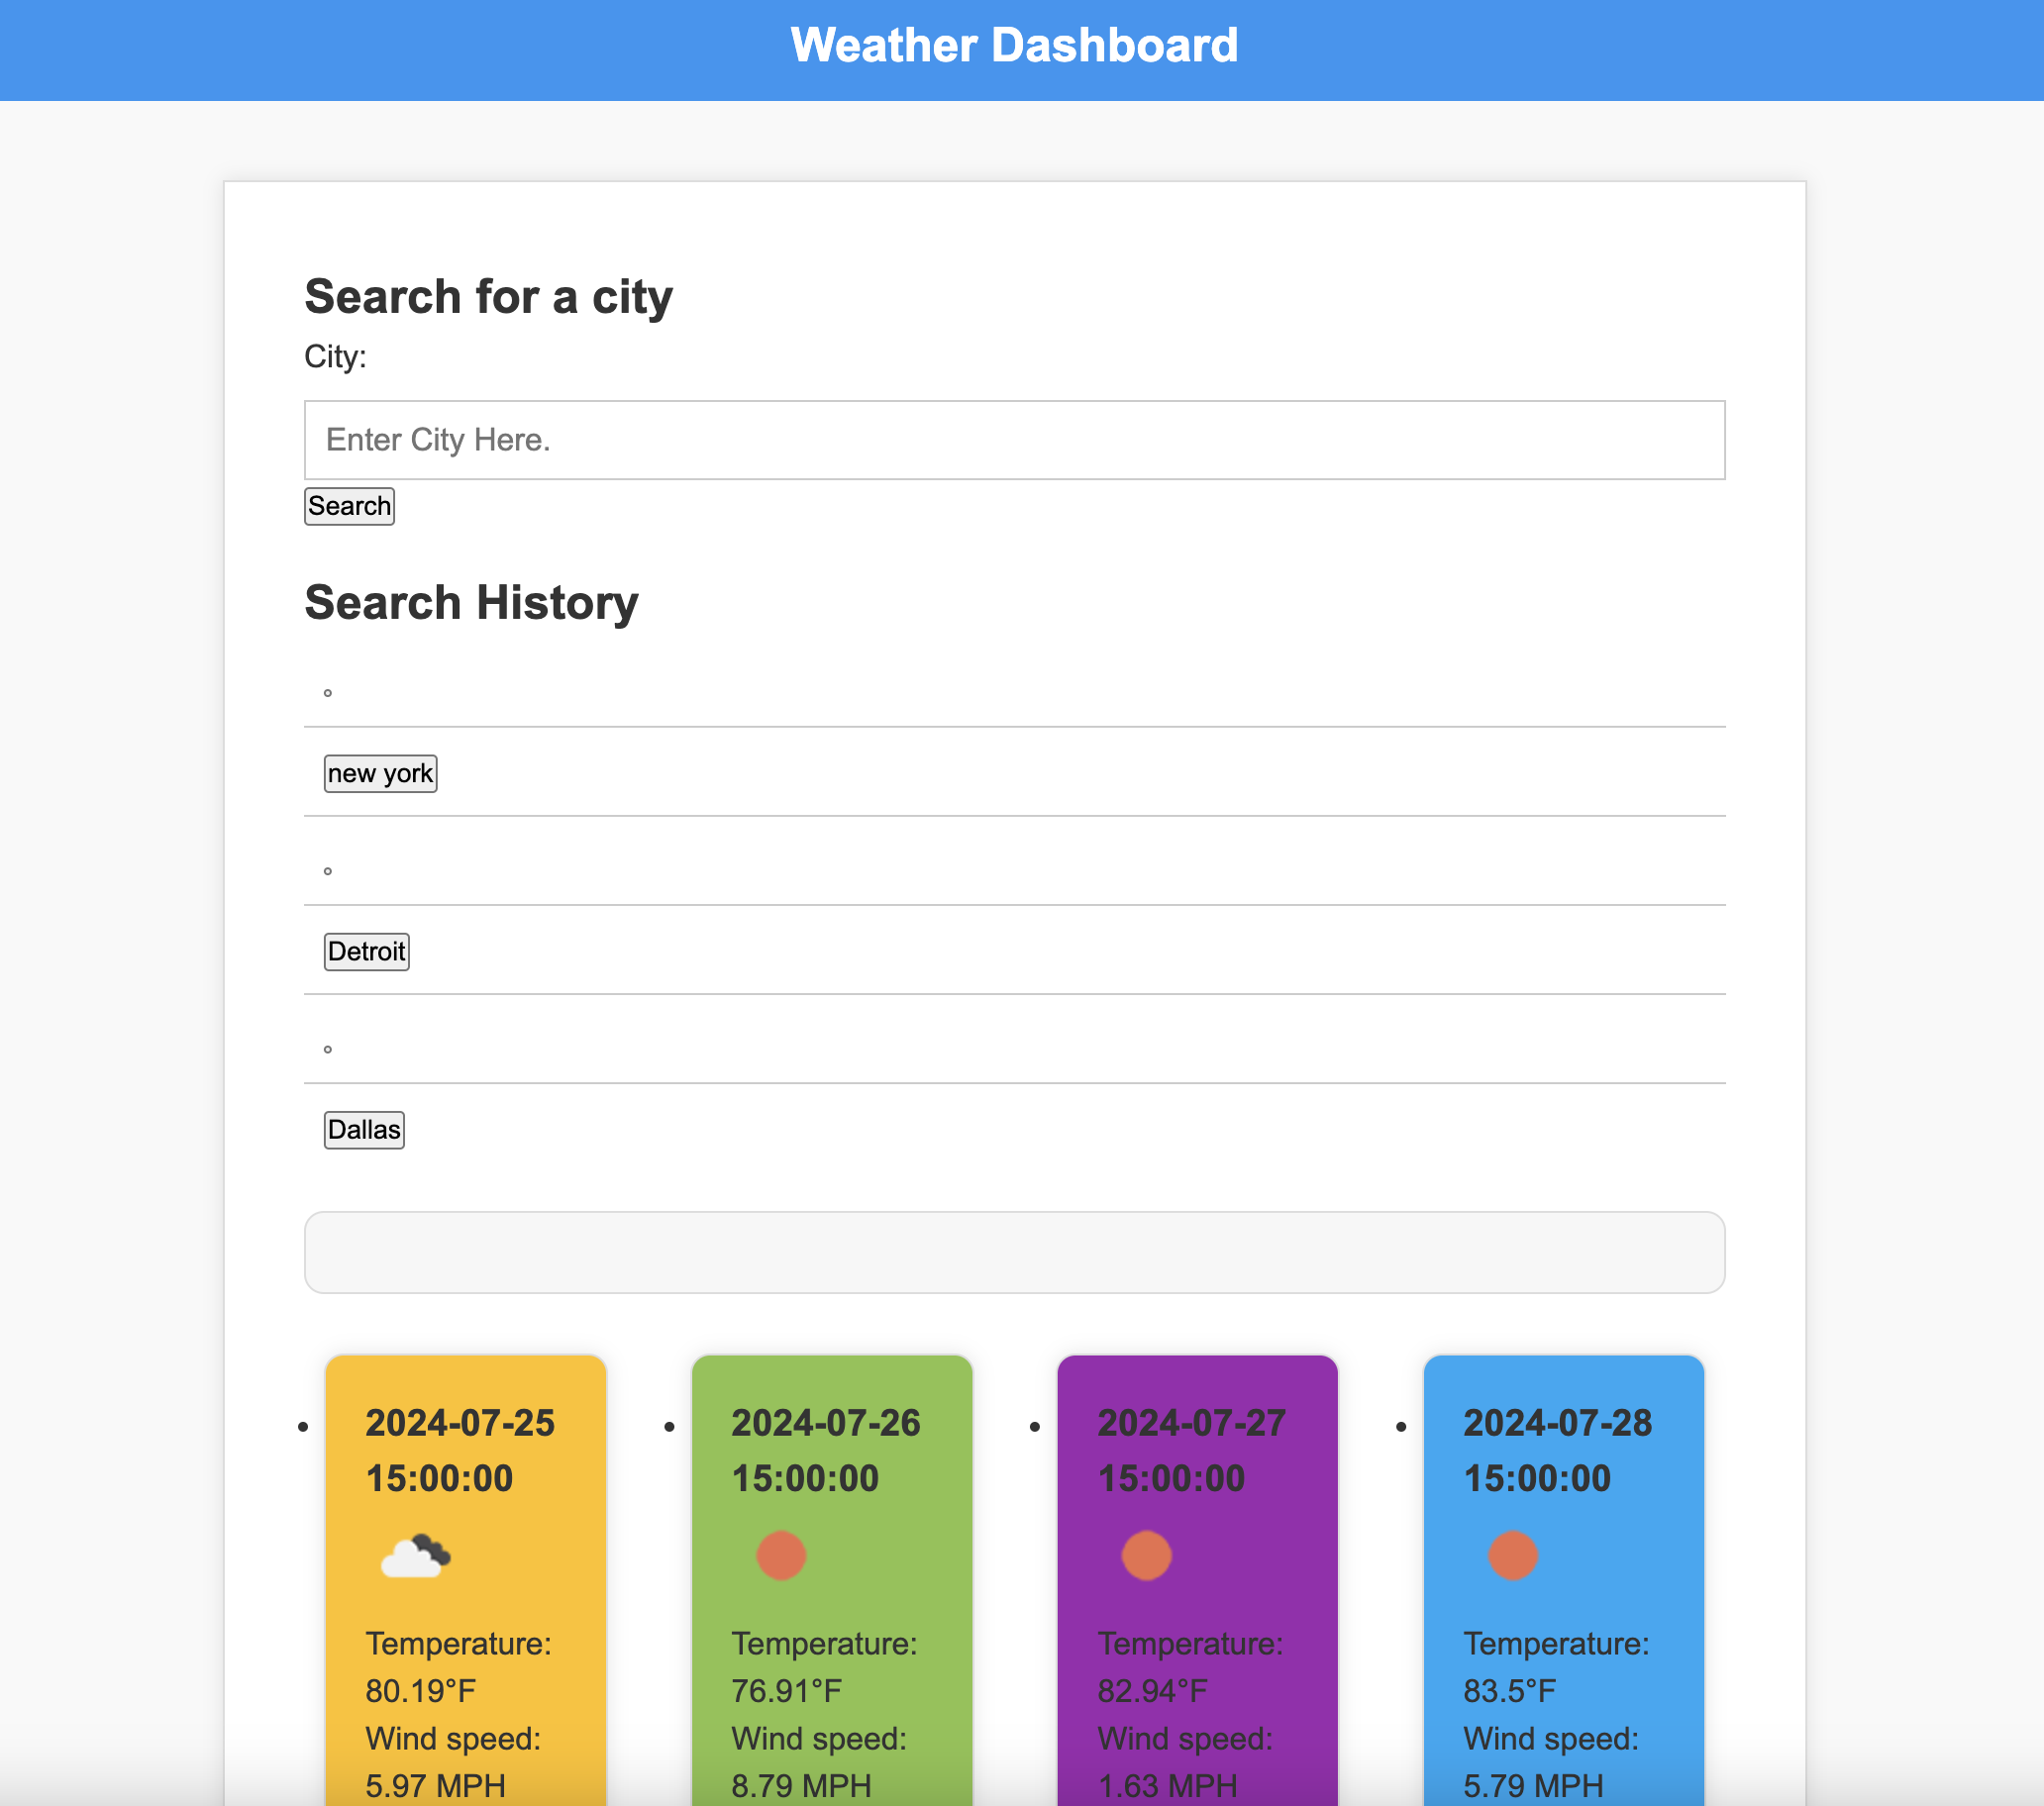 Weather Dashboard
Search for a city
City:
Enter City Here.
Search
Search History
new york
Detroit
Dallas
2024-07-25
15:00:00
Temperature:
80.19°F
Wind speed:
5.97 MPH
2024-07-26
15:00:00
Temperature:
76.91°F
Wind speed:
8.79 MPH
2024-07-27
15:00:00
Temperature:
82.94°F
Wind speed:
1.63 MPH
2024-07-28
15:00:00
Temperature:
83.5°F
Wind speed:
5.79 MPH